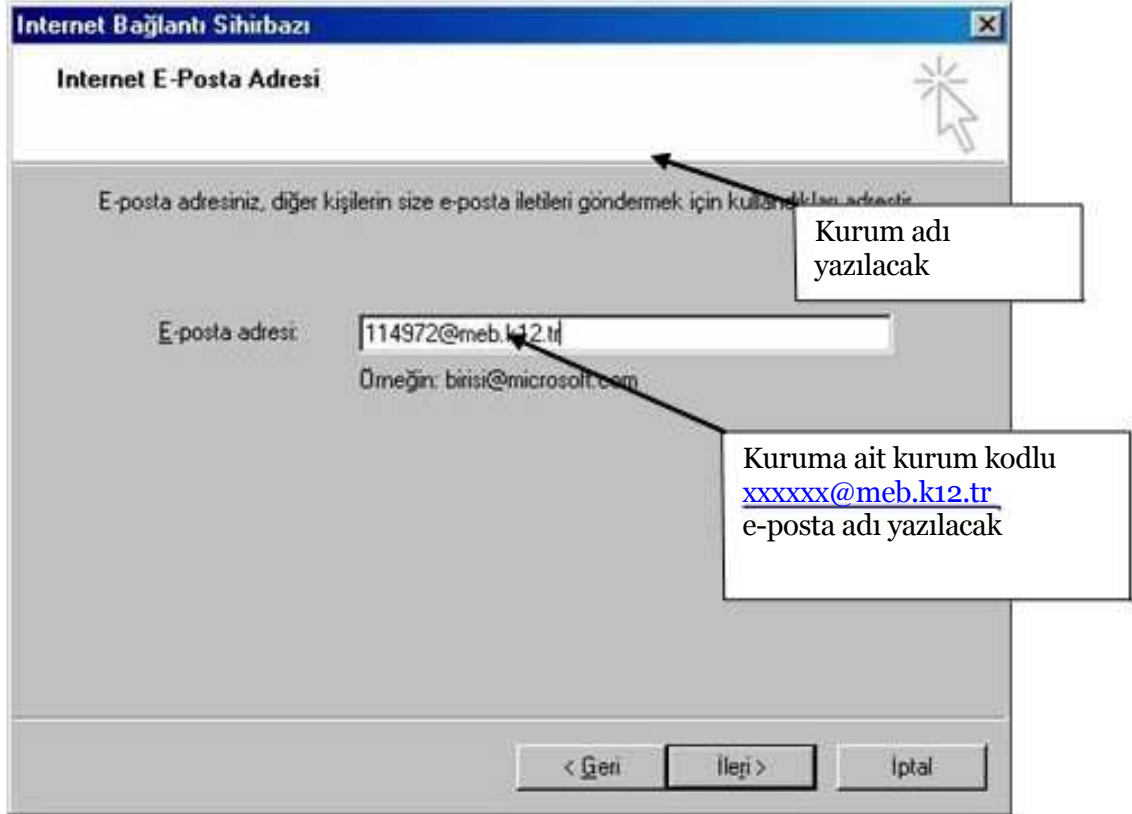 Internet Bağlantı Sihirbazı
Internet E-Posta Adresi
E-posta adresiniz, diğer kişilerin size e-posta iletileri göndermek için kullandıkları adrestir.
Kurum adı
yazılacak
E-posta adresi:
114972@meb.k12.tr
Örneğin: birisi@microsoft.com
Kuruma ait kurum kodlu
xxxxxx@meb.k12.tr
e-posta adı yazılacak
< Geri
İleri >
İptal